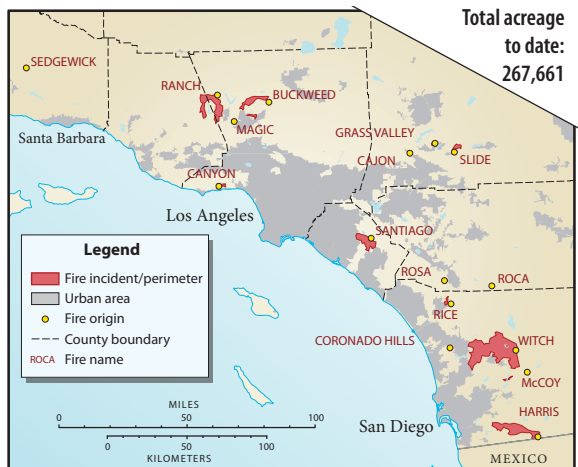 Total acreage
to date:
267,661
SEDGEWICK
RANCH
BUCKWEED
MAGIC
Santa Barbara
GRASS VALLEY
CAJON
SLIDE
CANYON
Los Angeles
SANTIAGO
Legend
Fire incident/perimeter
Urban area
Fire origin
County boundary
ROCA Fire name
ROSA
ROCA
RICE
CORONADO HILLS
WITCH
McCOY
HARRIS
MILES
0 50 100
0 50 100
KILOMETERS
San Diego
MEXICO